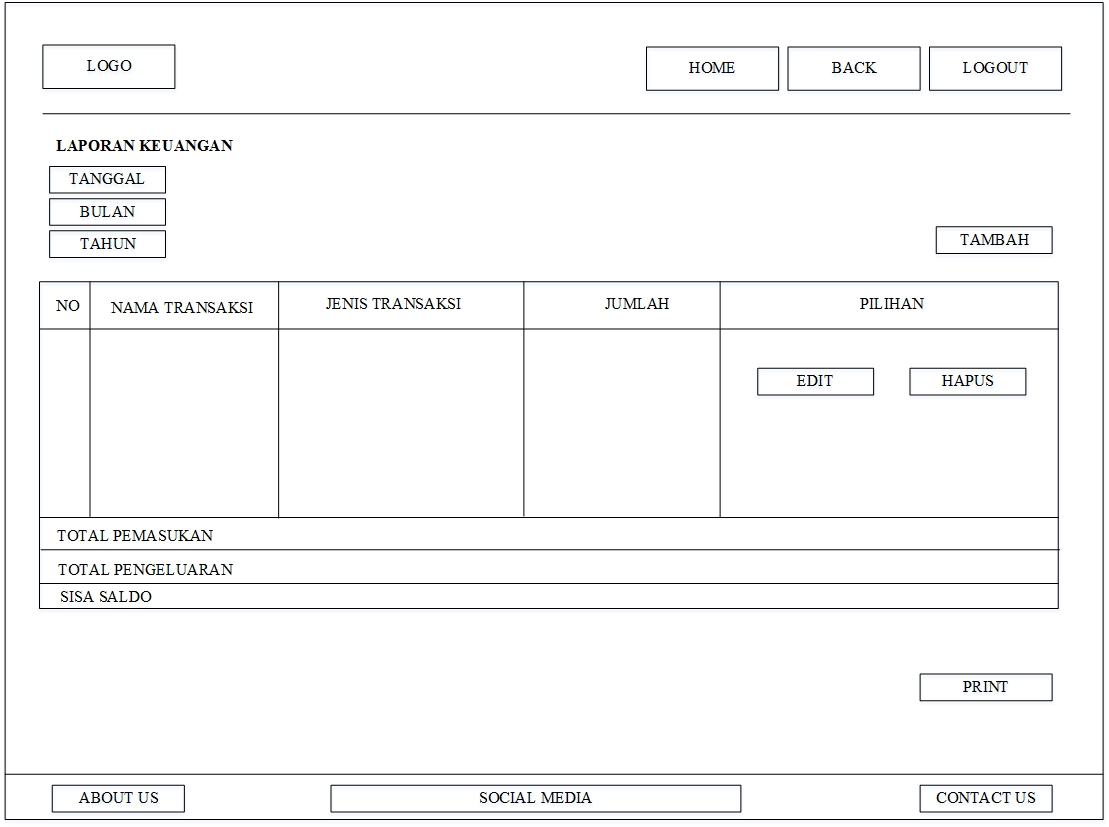 LOGO
HOME
BACK
LOGOUT
LAPORAN KEUANGAN
TANGGAL
BULAN
TAHUN
TAMBAH
NO
NAMA TRANSAKSI
JENIS TRANSAKSI
JUMLAH
PILIHAN
EDIT
HAPUS
TOTAL PEMASUKAN
TOTAL PENGELUARAN
SISA SALDO
PRINT
ABOUT US
SOCIAL MEDIA
CONTACT US